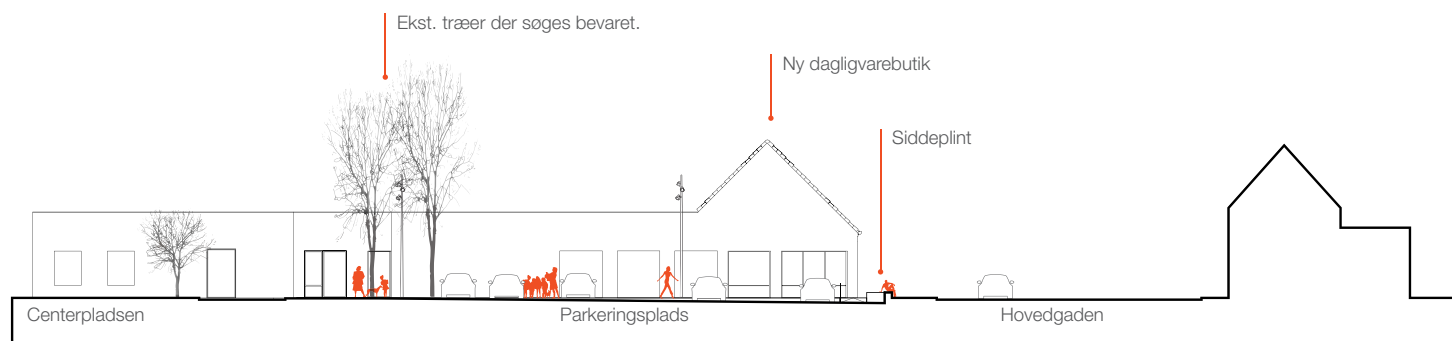 Ekst. træer der søges bevaret.
Ny dagligvarebutik
Siddeplint
Centerpladsen
Parkeringsplads
Hovedgaden